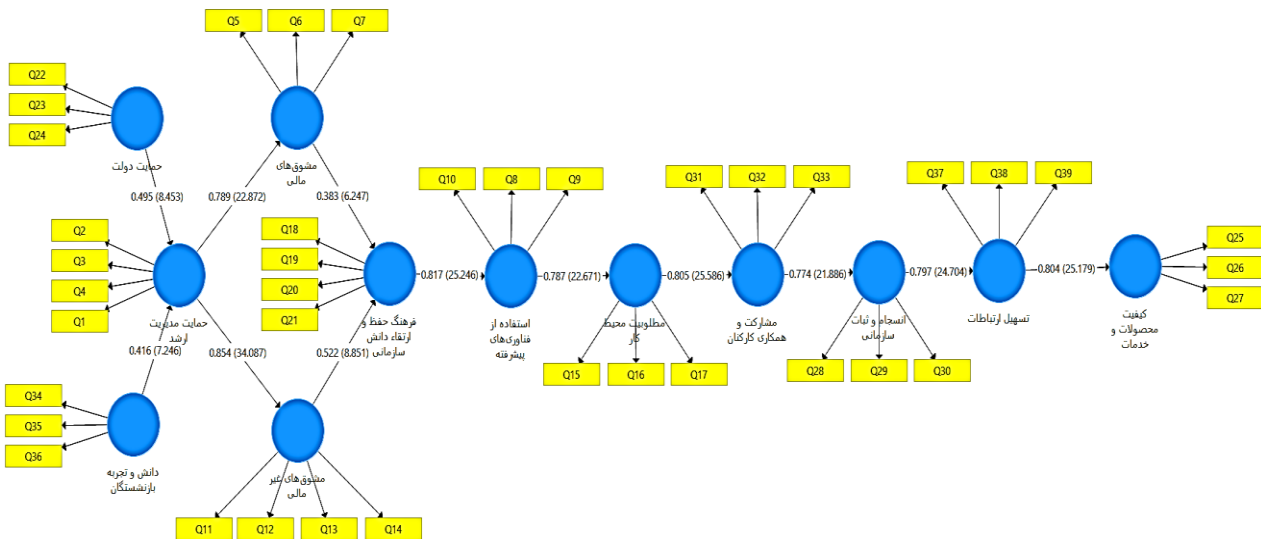 Q5
Q6
Q7
Q22
Q23
Q24
حمایت دولت
مشوق‌های
مالی
0.495 (8.453)
0.789 (22.872)
0.383 (6.247)
Q10
Q8
Q9
Q31
Q32
Q33
Q37
Q38
Q39
Q2
Q3
Q4
Q1
Q18
Q19
Q20
Q21
Q25
Q26
Q27
0.817 (25.246)
0.787 (22.671)
0.805 (25.586)
0.774 (21.886)
0.797 (24.704)
0.804 (25.179)
حمایت مدیریت
ارشد
فرهنگ حفظ و
ارتقاء دانش
سازمانی
استفاده از
فناوری‌های
پیشرفته
مطلوبیت محیط
کار
مشارکت و
همکاری کارکنان
انسجام و ثبات
سازمانی
تسهیل ارتباطات
کیفیت
محصولات و
خدمات
0.416 (7.246)
0.854 (34.087)
0.522 (8.851)
Q15
Q16
Q17
Q28
Q29
Q30
Q34
Q35
Q36
دانش و تجربه
بازنشستگان
مشوق‌های غیر
مالی
Q11
Q12
Q13
Q14